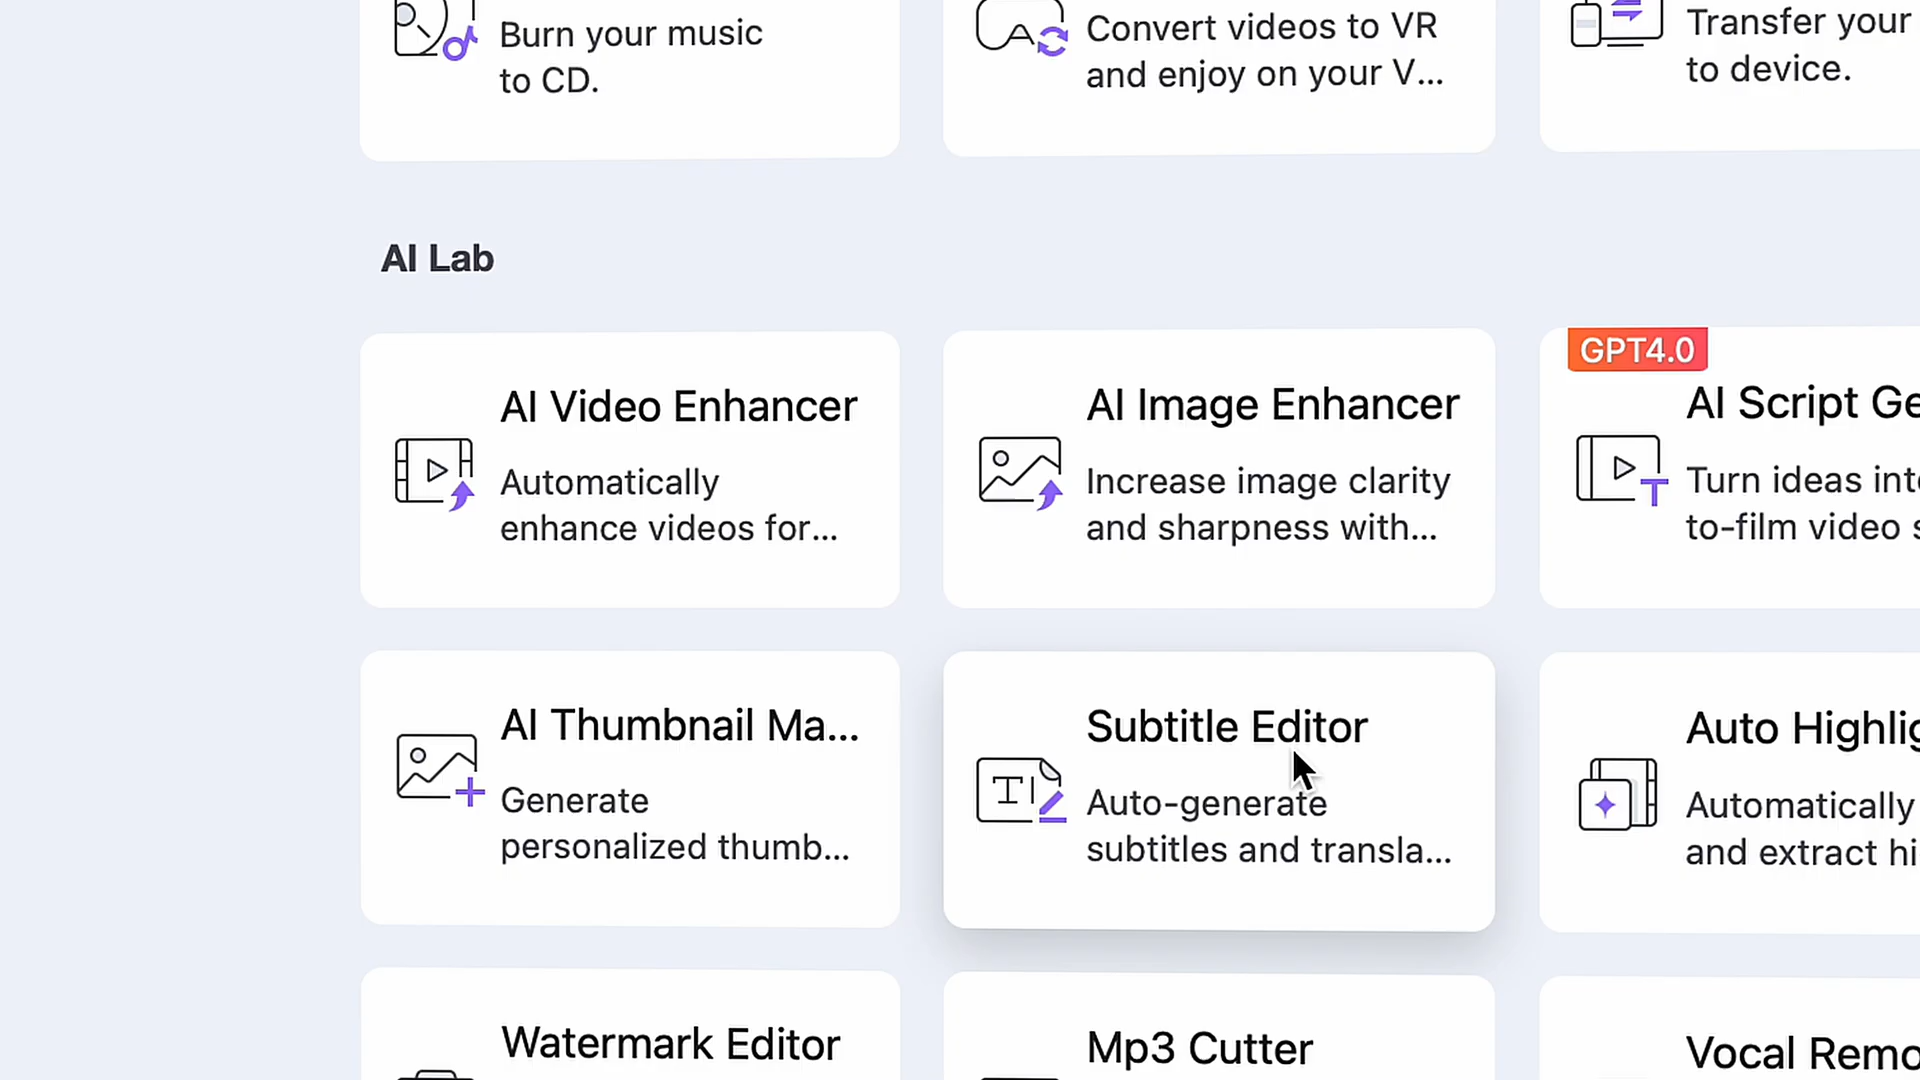 Burn your music
to CD.
Convert videos to VR
and enjoy on your V...
Transfer your
to device.
AI Lab
AI Video Enhancer
Automatically
enhance videos for...
AI Image Enhancer
Increase image clarity
and sharpness with...
GPT4.0
AI Script Ge
Turn ideas int
to-film video s
AI Thumbnail Ma...
Generate
personalized thumb...
Subtitle Editor
Auto-generate
subtitles and transla...
Auto Highlig
Automatically
and extract hi
Watermark Editor
Mp3 Cutter
Vocal Remo